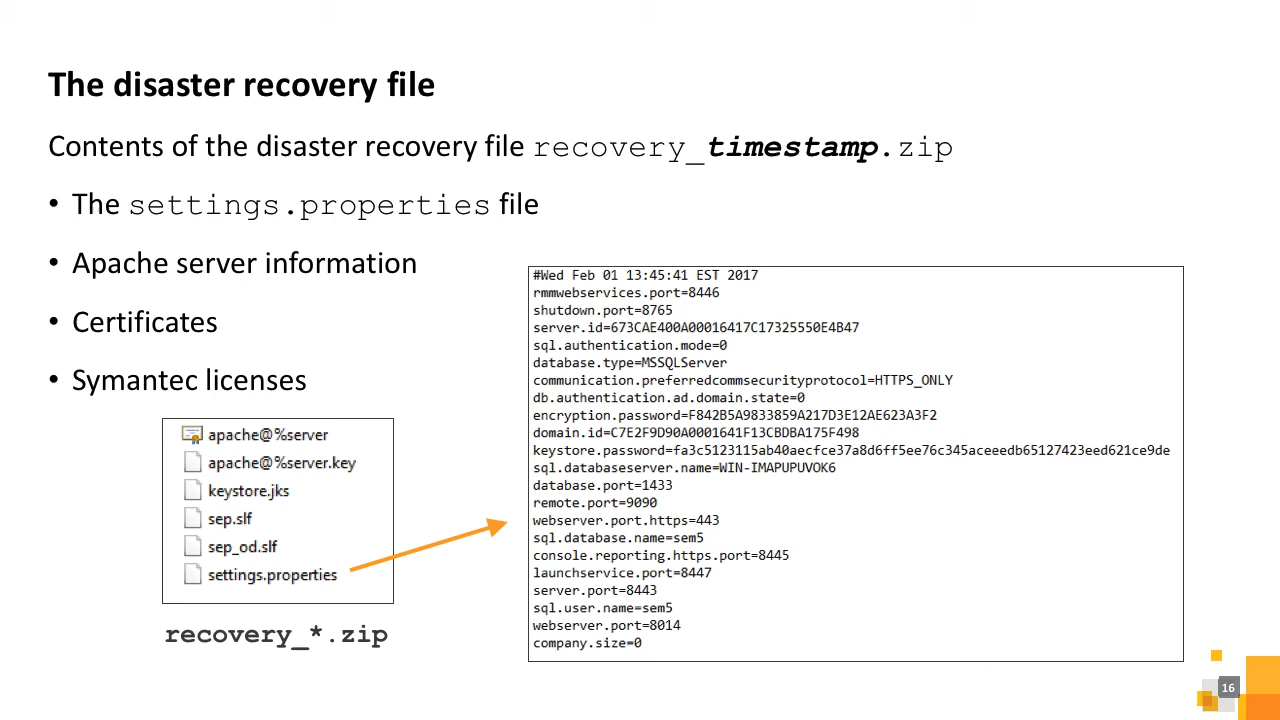 The disaster recovery file
Contents of the disaster recovery file recovery_timestamp.zip
• The settings.properties file
• Apache server information
• Certificates
• Symantec licenses
apache@%server
apache@%server.key
keystore.jks
sep.slf
sep_od.slf
settings.properties
recovery_*.zip
#Wed Feb 01 13:45:41 EST 2017
rmmwebservices.port=8446
shutdown.port=8765
server.id=673CAE400A00016417C17325550E4B47
sql.authentication.mode=0
database.type=MSSQLServer
communication.preferredcommsecurityprotocol=HTTPS_ONLY
db.authentication.ad.domain.state=0
encryption.password=F842B5A9833859A217D3E12AE623A3F2
domain.id=C7E2F9D90A0001641F13CBDBA175F498
keystore.password=fa3c5123115ab40aecfce37a8d6ff5ee76c345aceeedb65127423eed621ce9de
sql.databaseserver.name=WIN-IMAPUPUVOK6
database.port=1433
remote.port=9090
webserver.port.https=443
sql.database.name=sem5
console.reporting.https.port=8445
launchservice.port=8447
server.port=8443
sql.user.name=sem5
webserver.port=8014
company.size=0
16